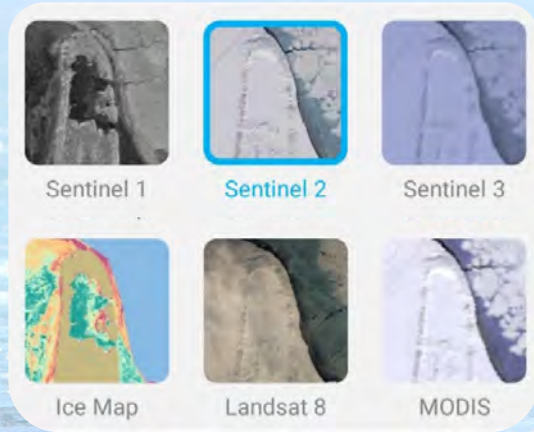 Sentinel 1
Sentinel 2
Sentinel 3
Ice Map
Landsat 8
MODIS